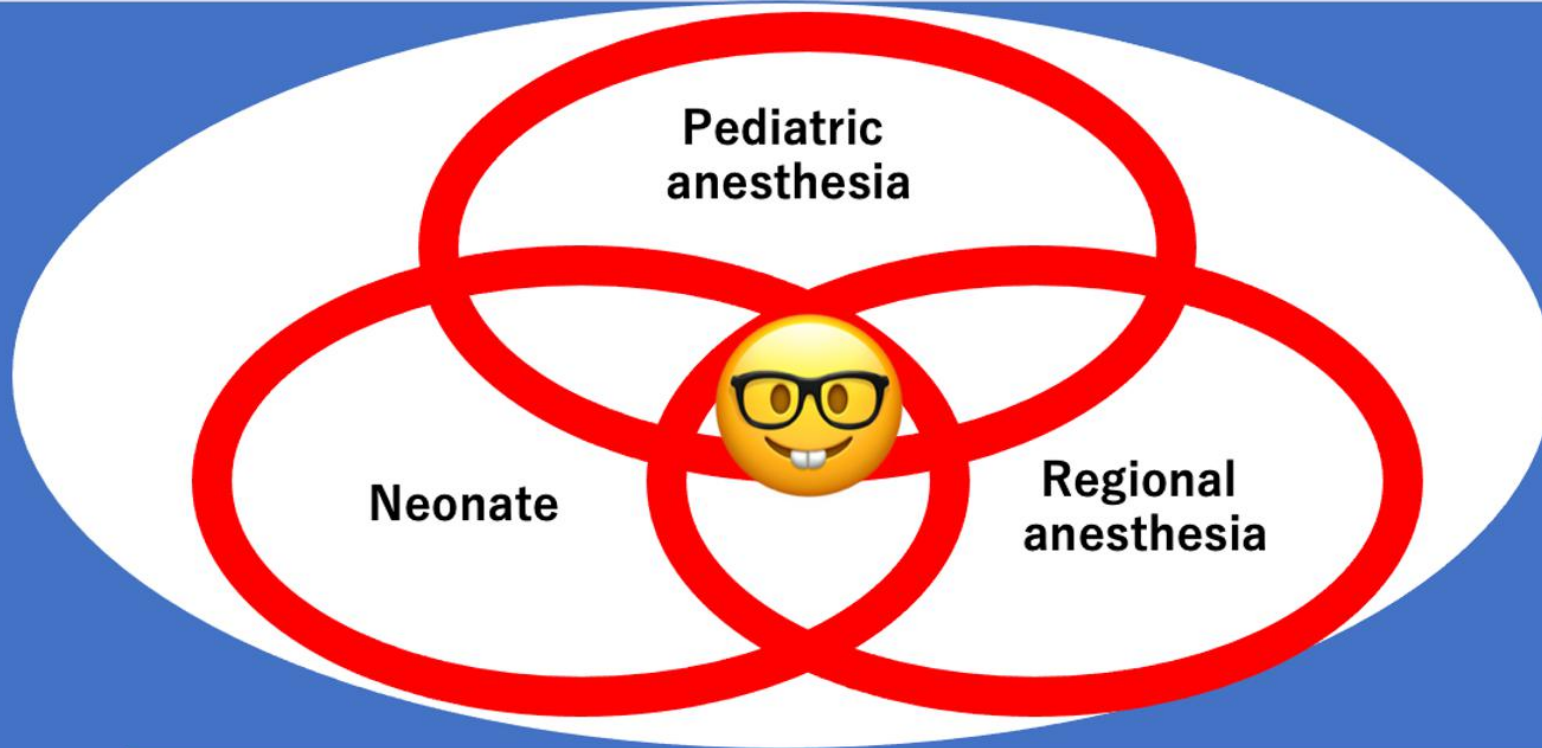 Pediatric
anesthesia
Neonate
Regional
anesthesia